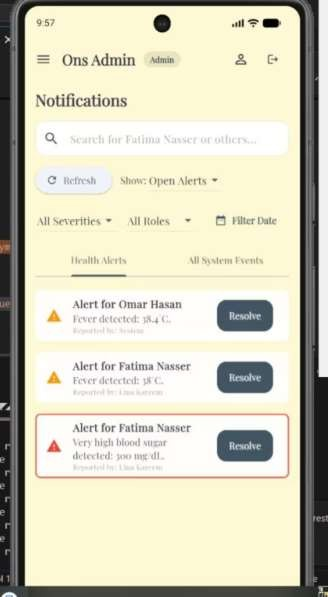 9:57
Ons Admin Admin
Notifications
Search for Fatima Nasser or others...
Refresh Show: Open Alerts
All Severities All Roles Filter Date
Health Alerts All System Events
Alert for Omar Hasan
Fever detected: 38.4°C.
Reported by: System
Resolve
Alert for Fatima Nasser
Fever detected: 38°C.
Reported by: Lina Kareem
Resolve
Alert for Fatima Nasser
Very high blood sugar
detected: 300 mg/dL.
Reported by: Lina Kareem
Resolve